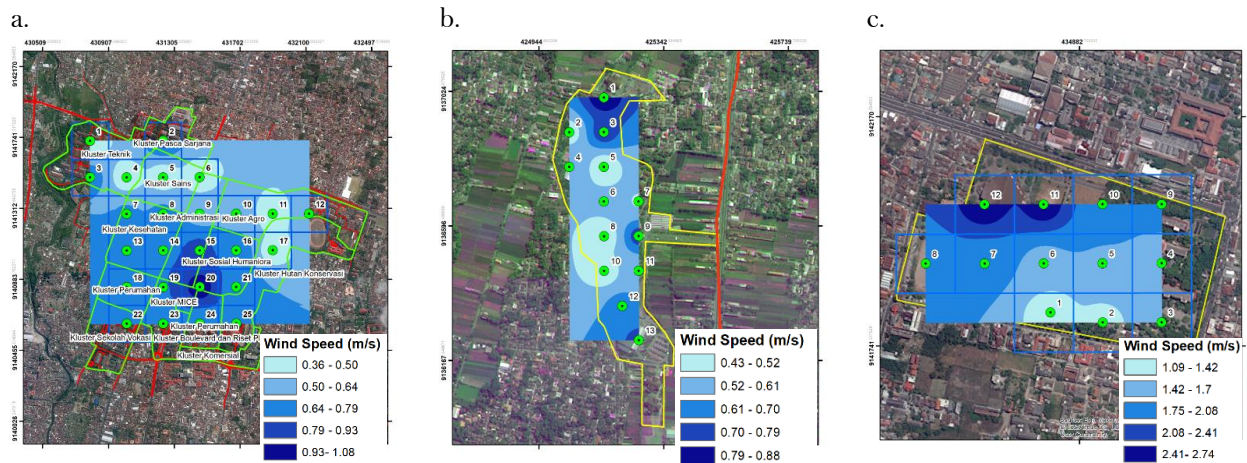 a.
430509 430907 431305 431702 432100 432497
9142170
9141741
9141312
9140883
9140455
9140028
1
2
Kluster Pasca Sarjana
Kluster Teknik
3 4 5 6
Kluster Sains
7 8 9 10 11 12
Kluster Administrasi Kluster Agro
Kluster Kesehatan
13 14 15 16 17
Kluster Sosial Humaniora
Kluster Hutan Konservasi
18 19 20 21
Kluster Perumahan
Kluster MICE
22 23 24 25
Kluster Perumahan
Kluster Sekolah Vokasi Kluster Boulevard dan Riset P
Kluster Komersial
Wind Speed (m/s)
0.36 - 0.50
0.50 - 0.64
0.64 - 0.79
0.79 - 0.93
0.93- 1.08
b.
424944 425342 425739
9137024
9136596
9136167
1
2 3
4 5
6 7
8 9
10 11
12
13
Wind Speed (m/s)
0.43 - 0.52
0.52 - 0.61
0.61 - 0.70
0.70 - 0.79
0.79 - 0.88
c.
434882
9142170
9141741
12 11 10 9
8 7 6 5 4
1 2 3
Wind Speed (m/s)
1.09 - 1.42
1.42 - 1.7
1.75 - 2.08
2.08 - 2.41
2.41- 2.74